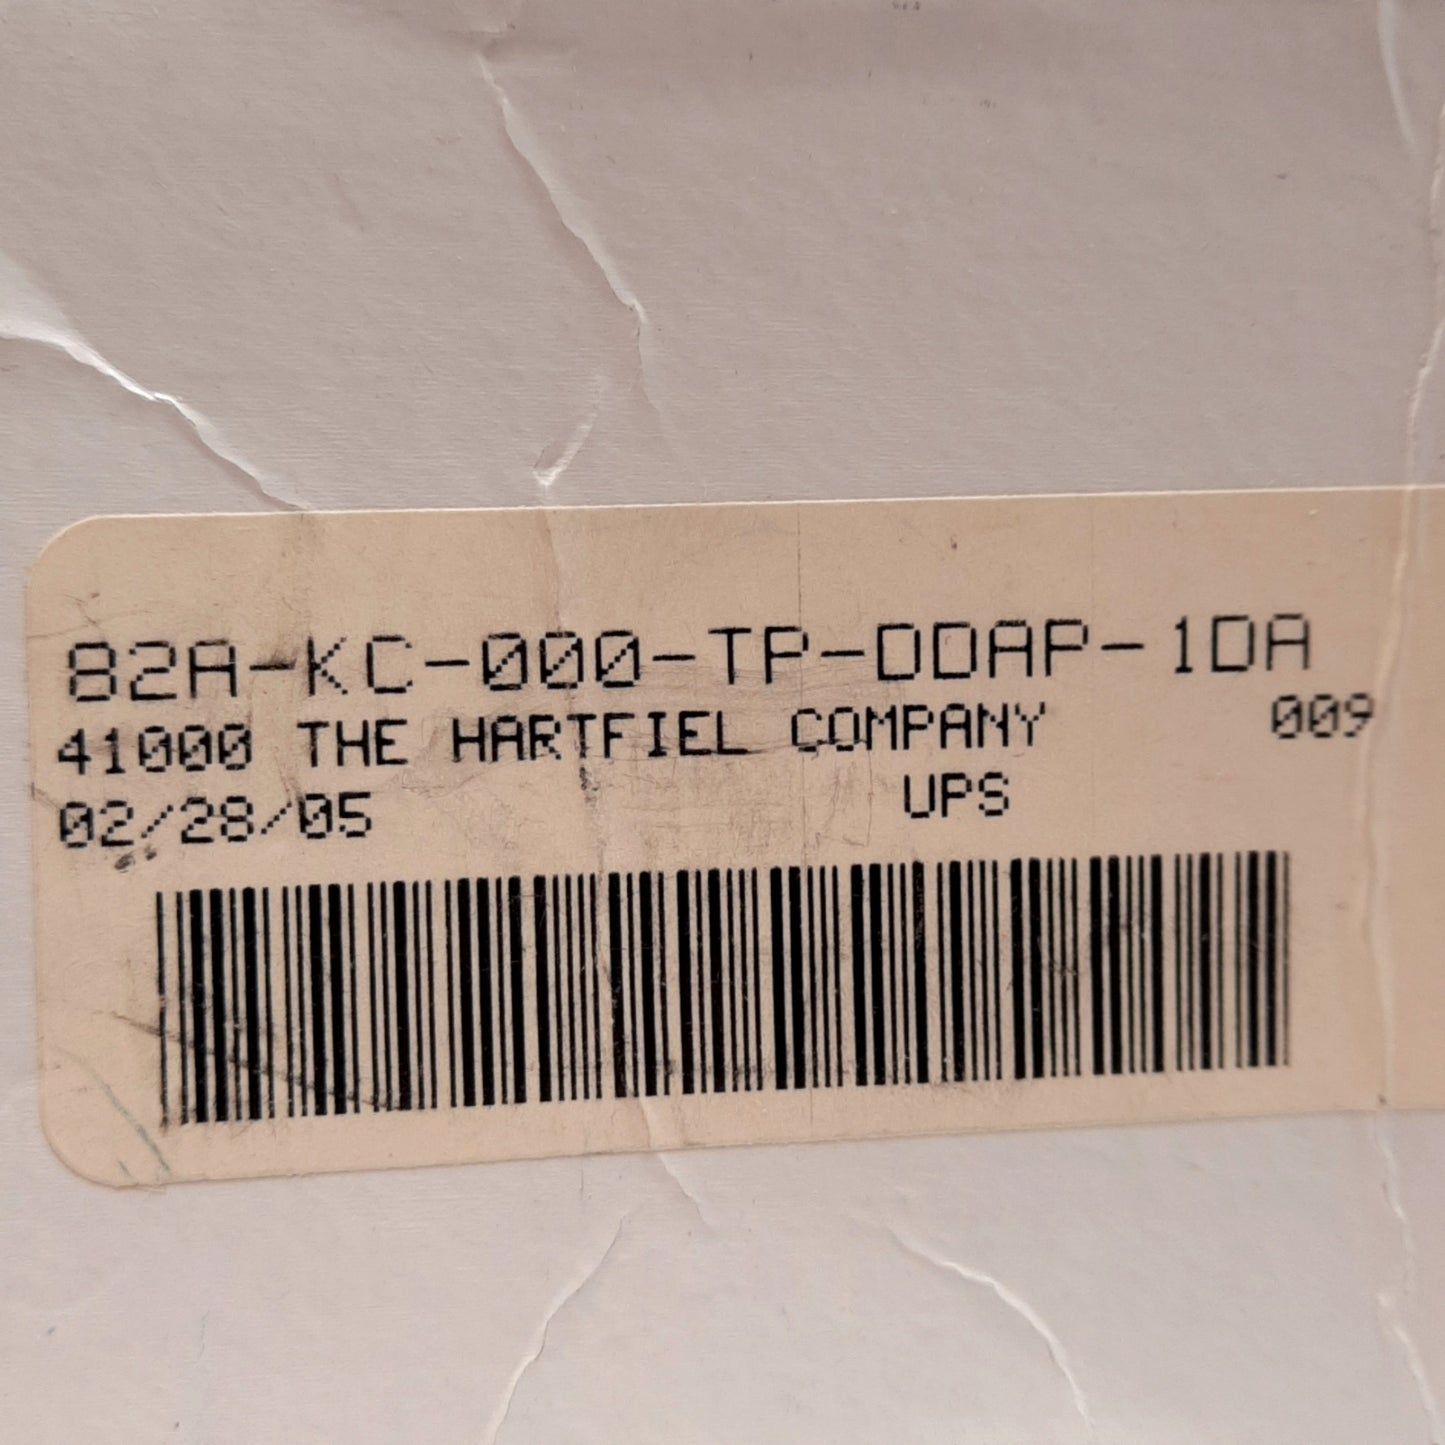 82A-KC-000-TP-DDAP-1DA
41000 THE HARTFIEL COMPANY 009
02/28/05 UPS